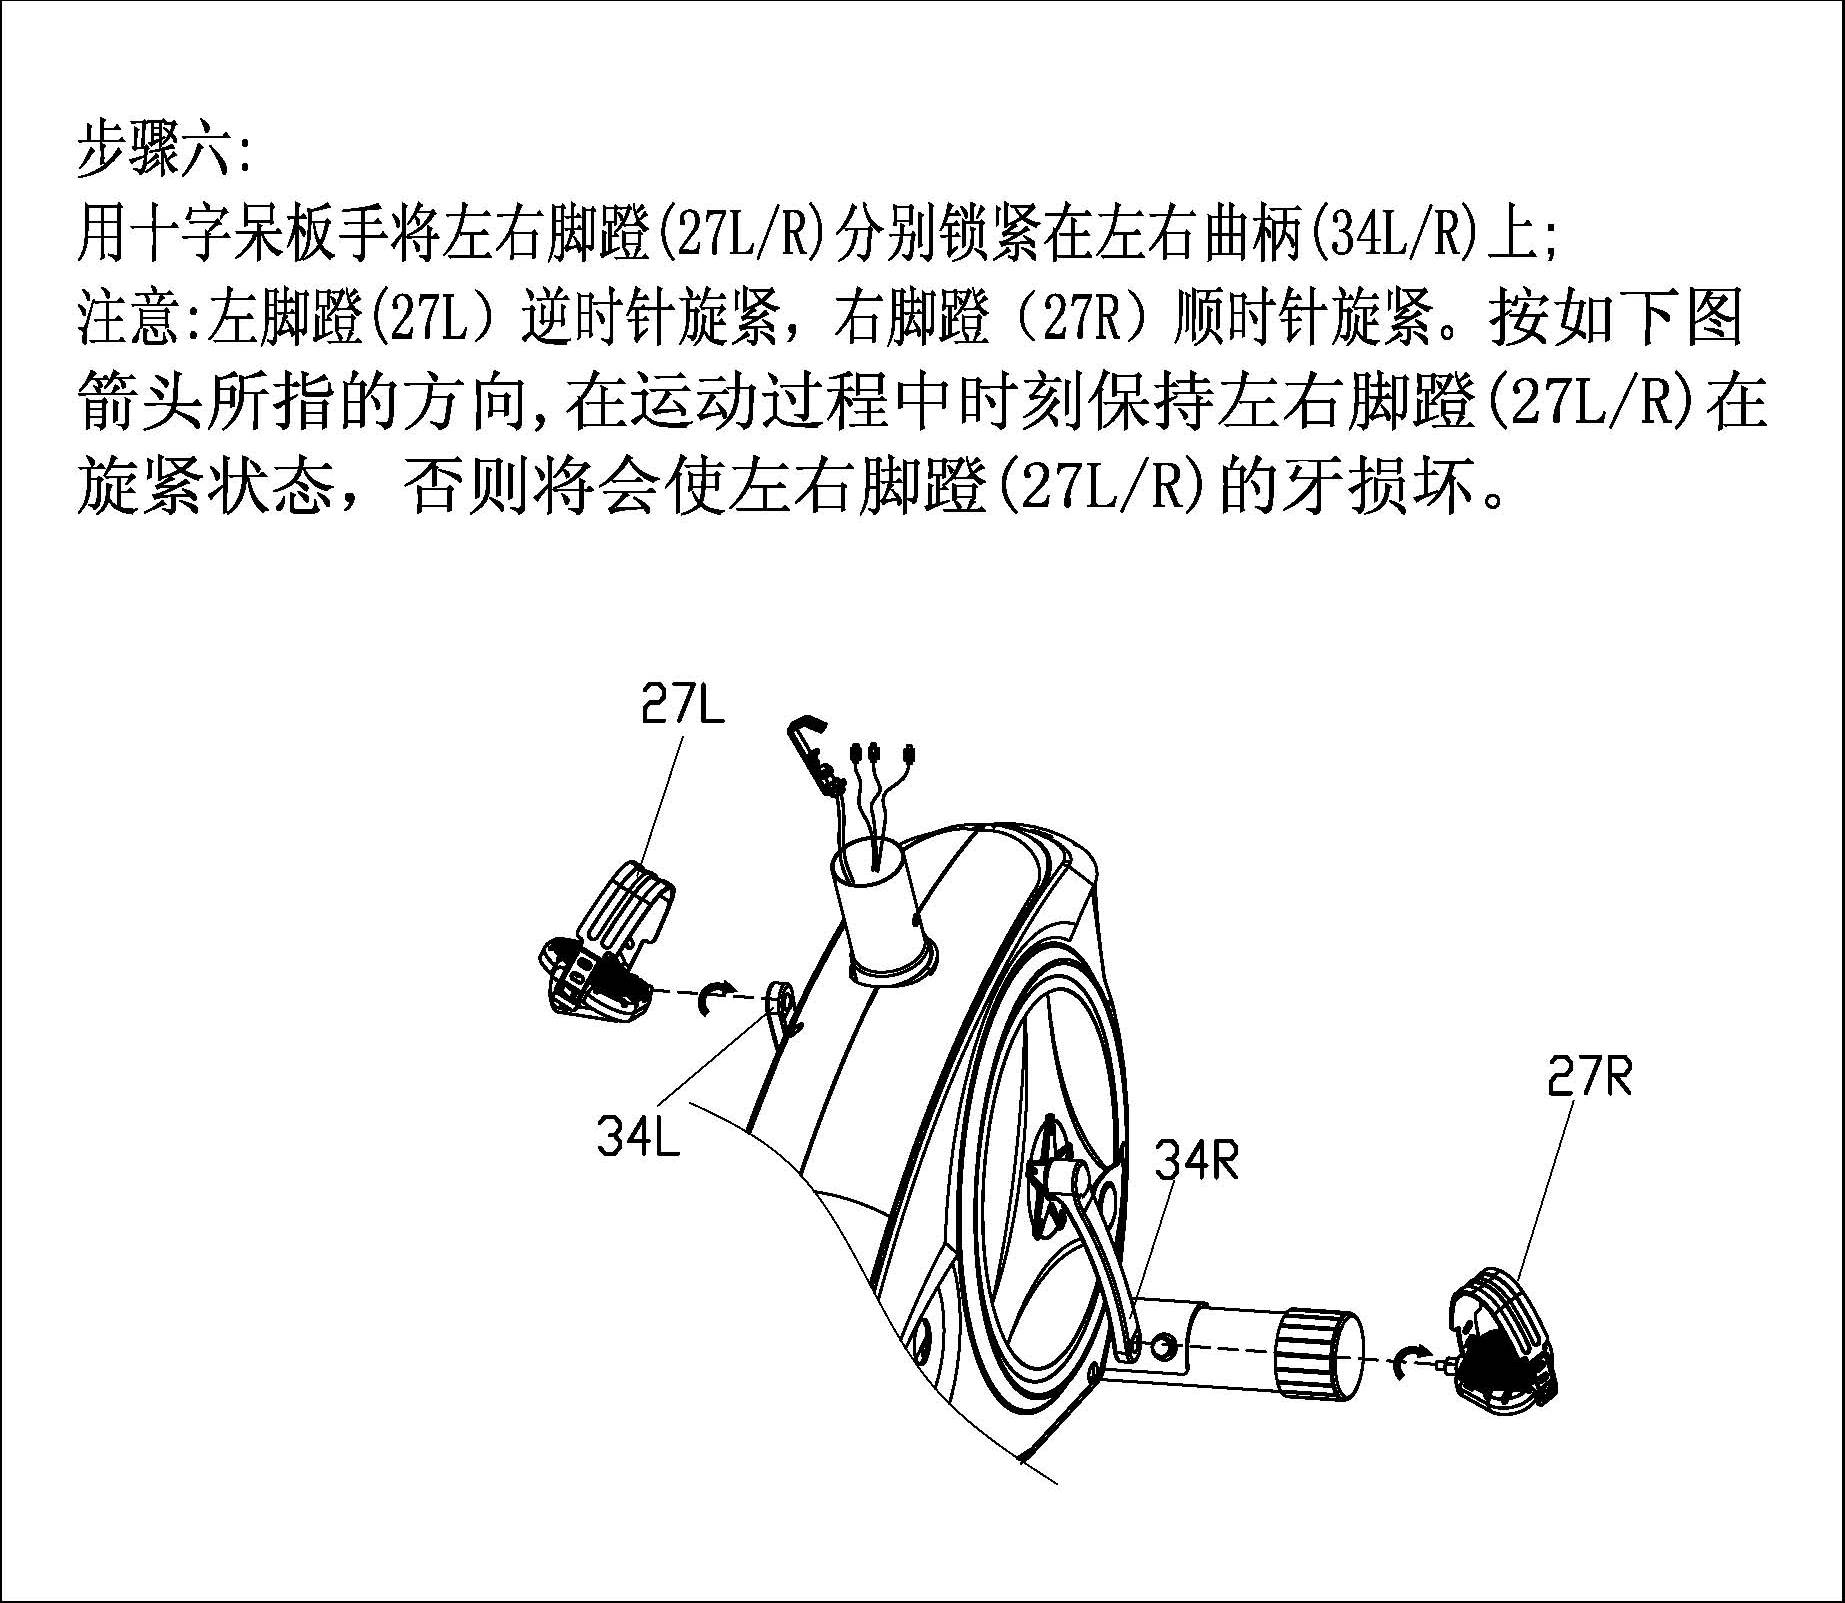 步骤六:
用十字呆板手将左右脚蹬(27L/R)分别锁紧在左右曲柄(34L/R)上;
注意:左脚蹬(27L）逆时针旋紧，右脚蹬（27R）顺时针旋紧。按如下图
箭头所指的方向,在运动过程中时刻保持左右脚蹬(27L/R)在
旋紧状态，否则将会使左右脚蹬(27L/R)的牙损坏。
27L
34L
27R
34R